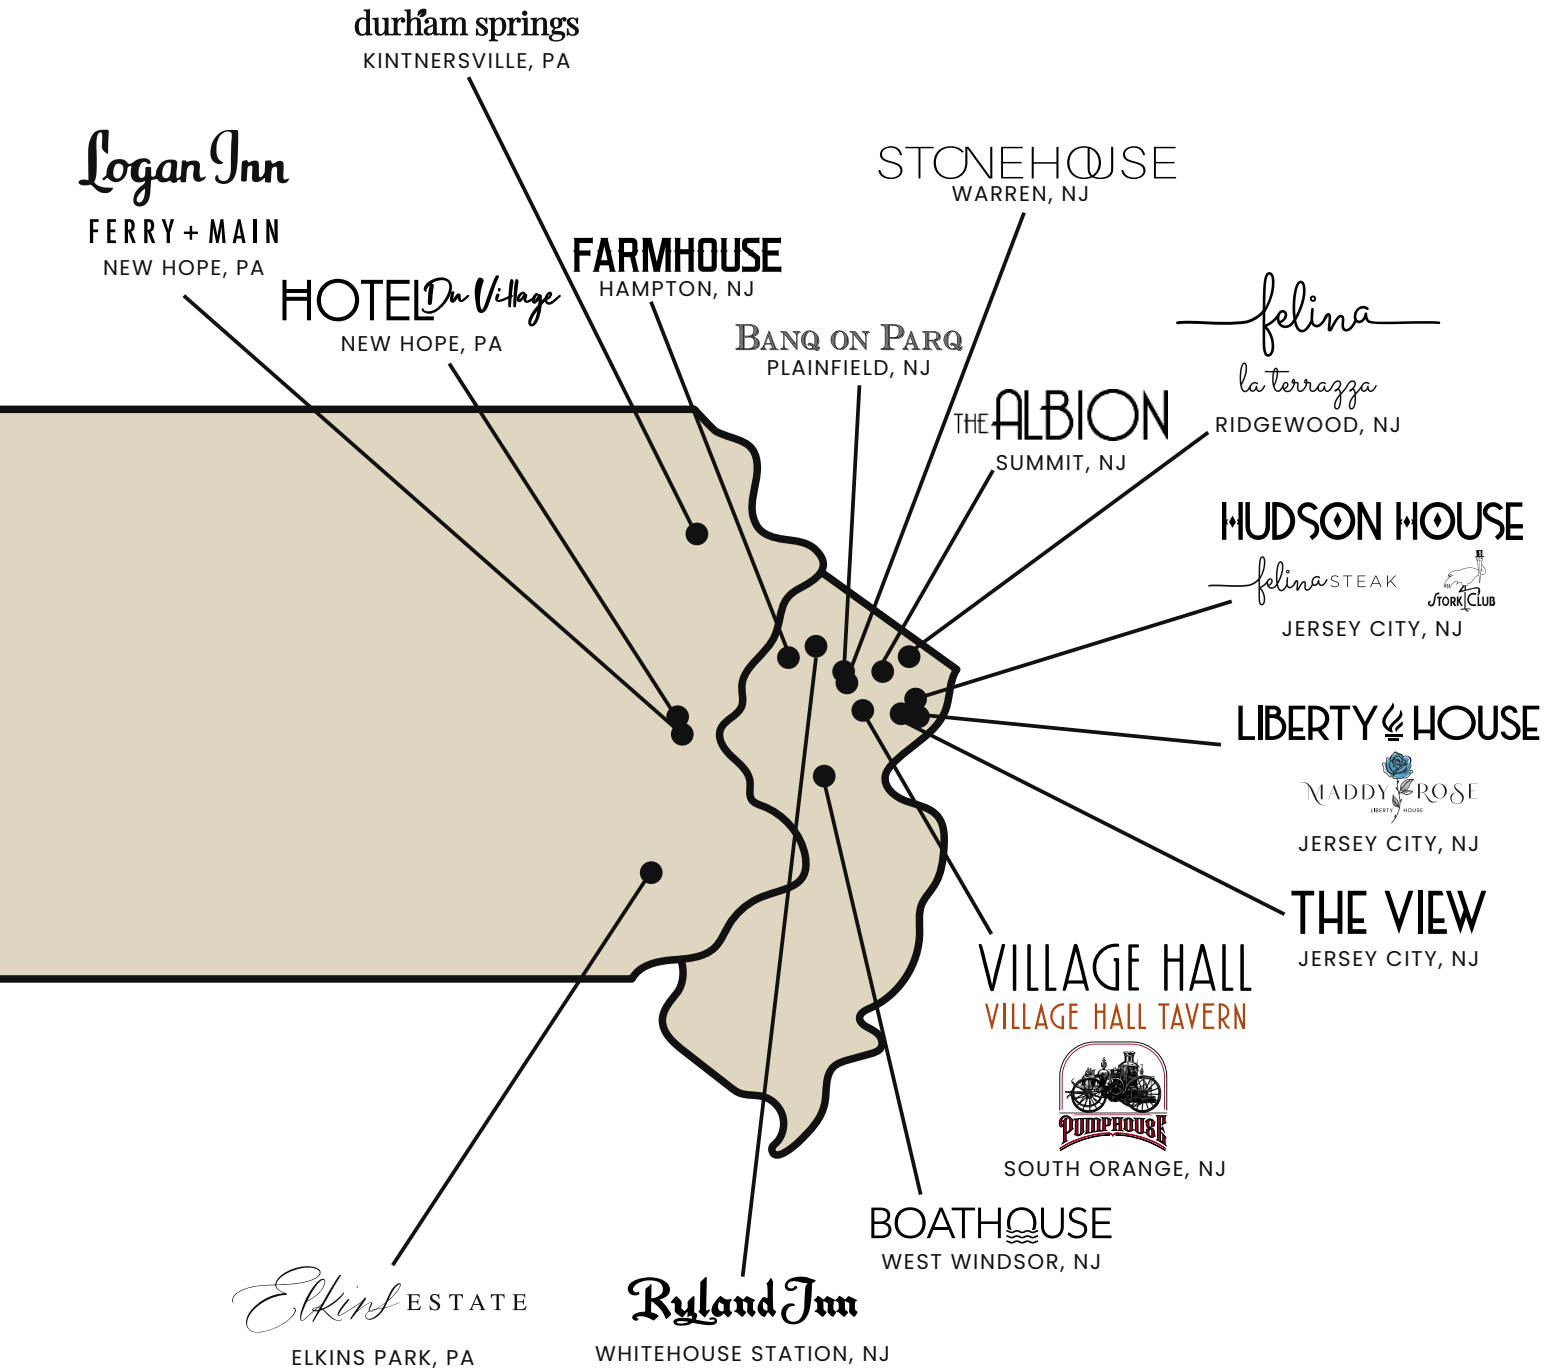 durham springs
KINTNERSVILLE, PA
Logan Inn
FERRY + MAIN
NEW HOPE, PA
HOTEL Du Village
NEW HOPE, PA
FARMHOUSE
HAMPTON, NJ
STONEHOUSE
WARREN, NJ
BANQ ON PARQ
PLAINFIELD, NJ
THE ALBION
SUMMIT, NJ
felina
la terrazza
RIDGEWOOD, NJ
HUDSON HOUSE
felina STEAK
STORK CLUB
JERSEY CITY, NJ
LIBERTY HOUSE
MADDY ROSE
LIBERTY HOUSE
JERSEY CITY, NJ
THE VIEW
JERSEY CITY, NJ
VILLAGE HALL
VILLAGE HALL TAVERN
PUMPHOUSE
SOUTH ORANGE, NJ
BOATHOUSE
WEST WINDSOR, NJ
Ryland Inn
WHITEHOUSE STATION, NJ
Elkins ESTATE
ELKINS PARK, PA